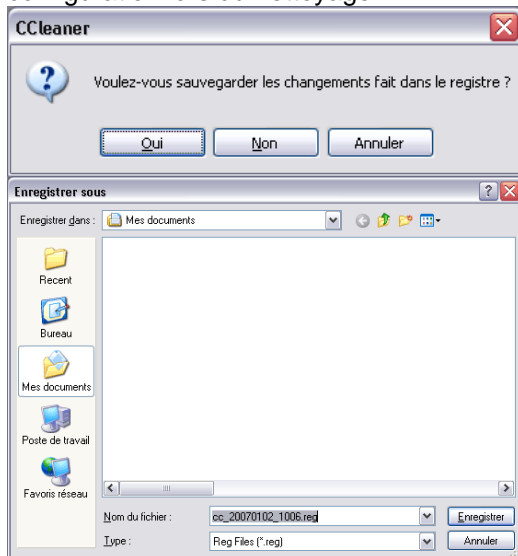 CCleaner
Voulez-vous sauvegarder les changements fait dans le registre ?
Oui Non Annuler
Enregistrer sous
Enregistrer dans : Mes documents
Recent
Bureau
Mes documents
Poste de travail
Favoris réseau
Nom du fichier : cc_20070102_1006.reg Enregistrer
Type : Reg Files (*.reg) Annuler